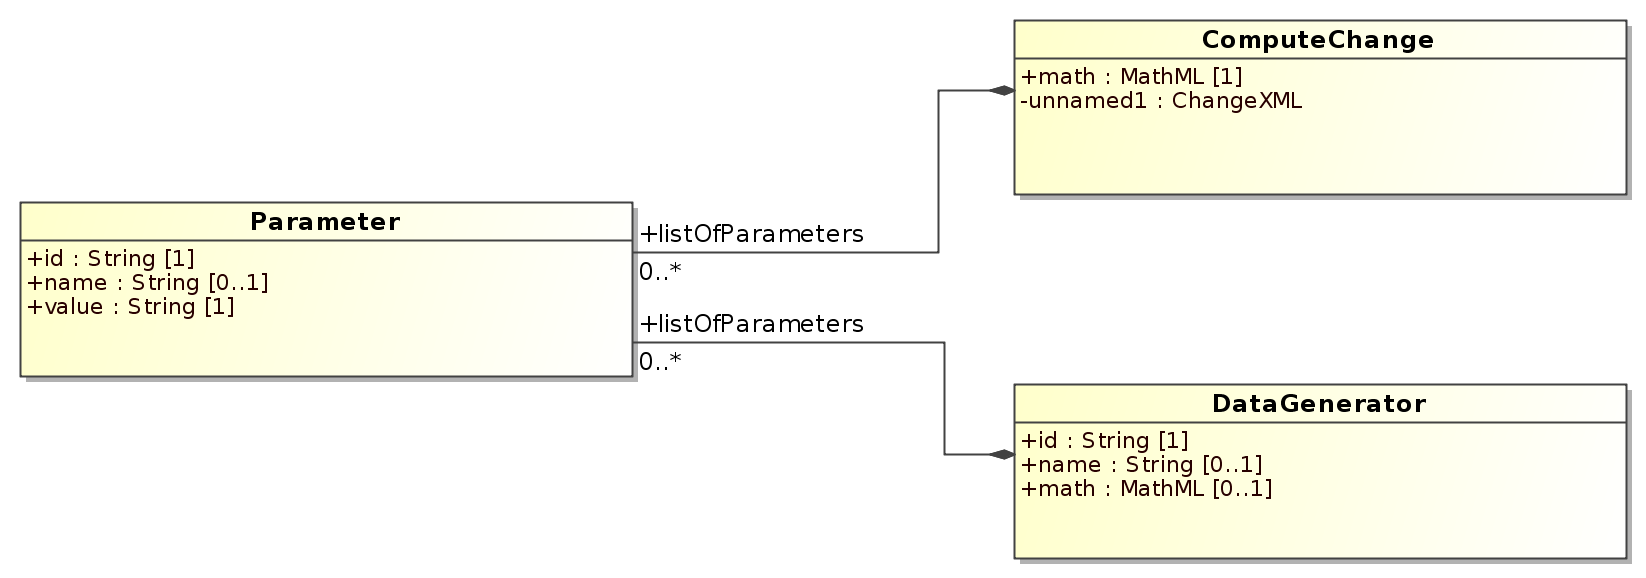 ComputeChange
+math : MathML [1]
-unnamed1 : ChangeXML
Parameter
+id : String [1]
+name : String [0..1]
+value : String [1]
+listOfParameters
0..*
+listOfParameters
0..*
DataGenerator
+id : String [1]
+name : String [0..1]
+math : MathML [0..1]